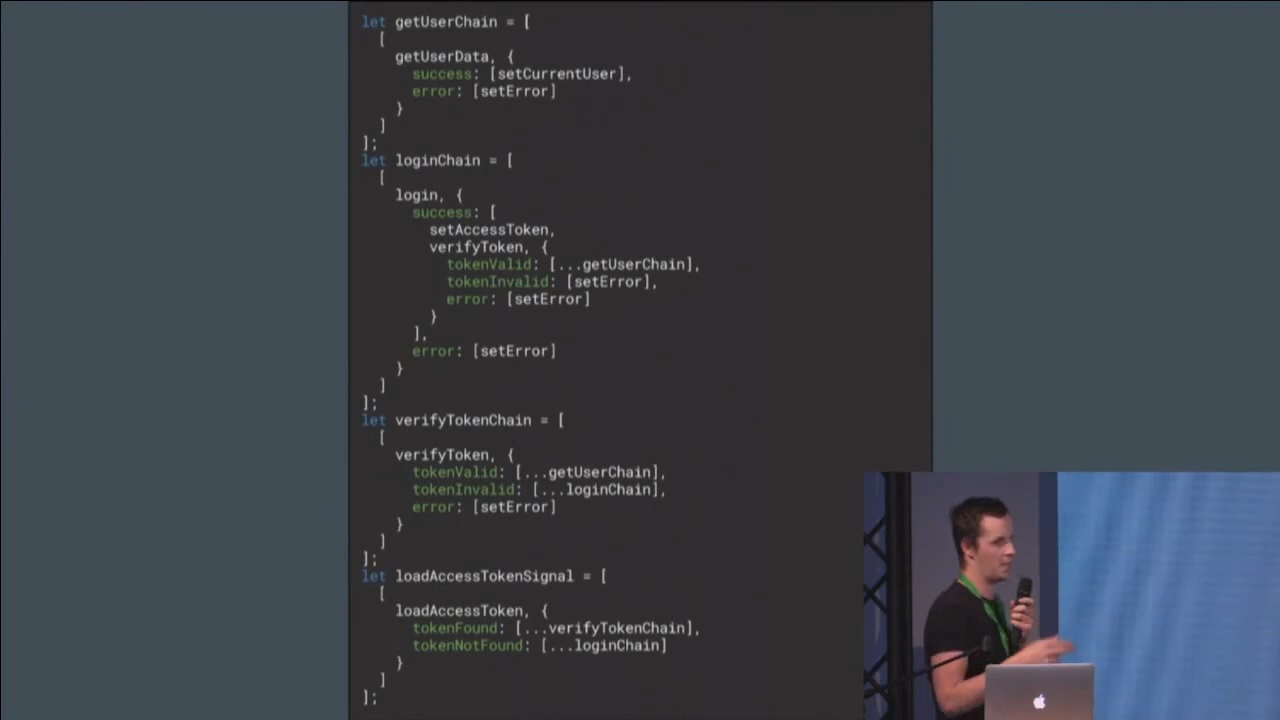 let getUserChain = [
  [
    getUserData, {
      success: [setCurrentUser],
      error: [setError]
    }
  ]
];
let loginChain = [
  [
    login, {
      success: [
        setAccessToken,
        verifyToken, {
          tokenValid: [...getUserChain],
          tokenInvalid: [setError],
          error: [setError]
        }
      ],
      error: [setError]
    }
  ]
];
let verifyTokenChain = [
  [
    verifyToken, {
      tokenValid: [...getUserChain],
      tokenInvalid: [...loginChain],
      error: [setError]
    }
  ]
];
let loadAccessTokenSignal = [
  [
    loadAccessToken, {
      tokenFound: [...verifyTokenChain],
      tokenNotFound: [...loginChain]
    }
  ]
];